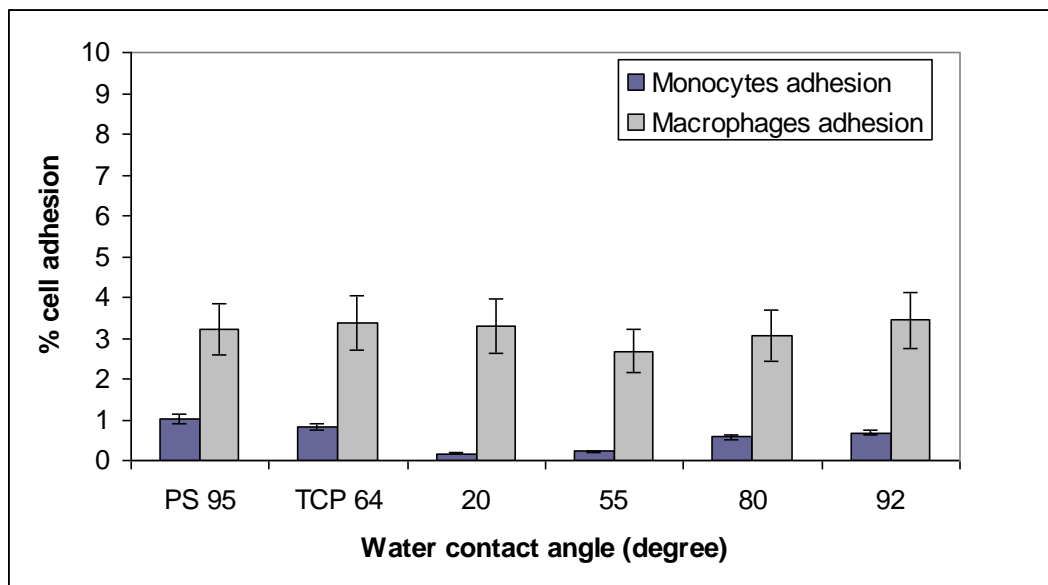 10
9
8
7
6
5
4
3
2
1
0
% cell adhesion
Monocytes adhesion
Macrophages adhesion
PS 95 TCP 64 20 55 80 92
Water contact angle (degree)